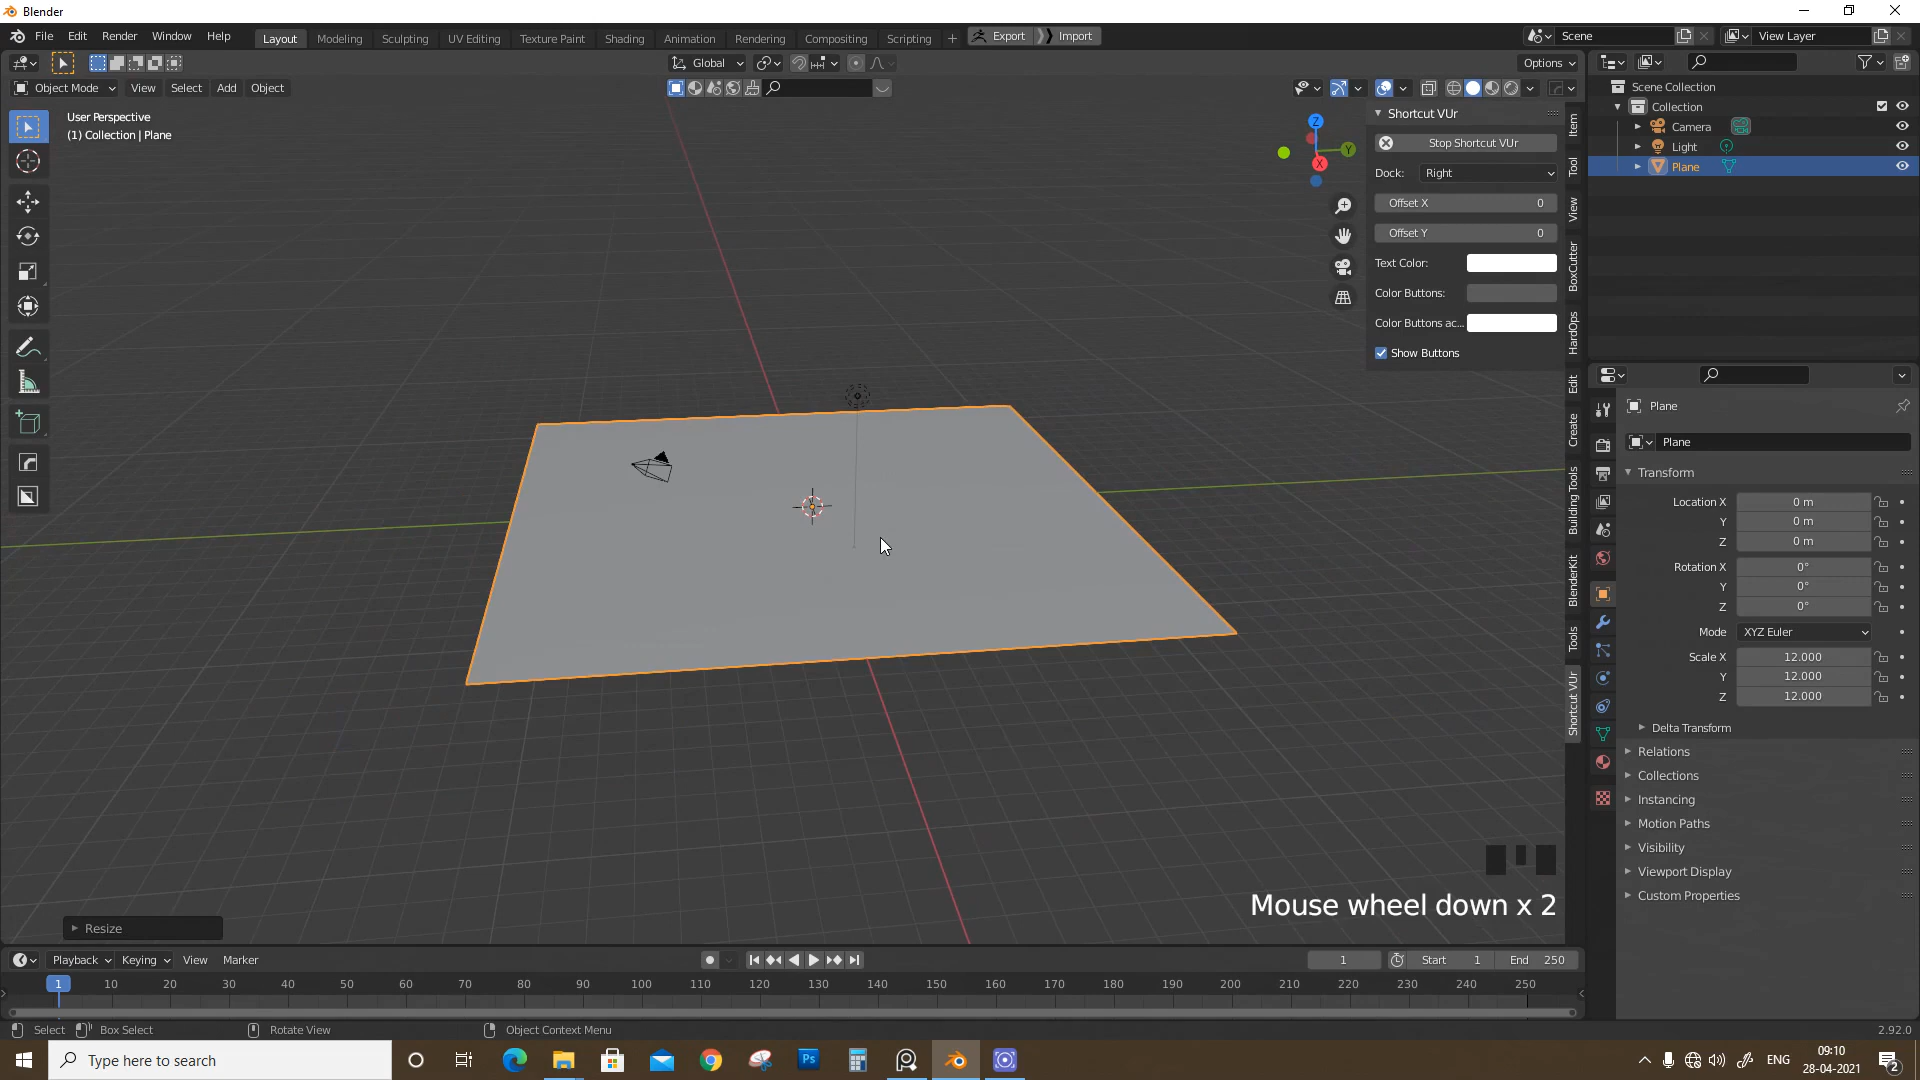 Blender
File Edit Render Window Help Layout Modeling Sculpting UV Editing Texture Paint Shading Animation Rendering Compositing Scripting + Export Import Scene View Layer
Global Options
Object Mode View Select Add Object
User Perspective
(1) Collection | Plane
Z
Y
X
Shortcut VUr
Stop Shortcut VUr
Dock: Right
Offset X 0
Offset Y 0
Text Color:
Color Buttons:
Color Buttons ac...
Show Buttons
Item
Tool
View
BoxCutter
HardOps
Edit
Create
Building Tools
BlenderKit
Tools
Shortcut VUr
Scene Collection
Collection
Camera
Light
Plane
Plane
Plane
Transform
Location X 0 m
Y 0 m
Z 0 m
Rotation X 0°
Y 0°
Z 0°
Mode XYZ Euler
Scale X 12.000
Y 12.000
Z 12.000
Delta Transform
Relations
Collections
Instancing
Motion Paths
Visibility
Viewport Display
Custom Properties
Mouse wheel down x 2
Resize
Playback Keying View Marker 1 Start 1 End 250
1 10 20 30 40 50 60 70 80 90 100 110 120 130 140 150 160 170 180 190 200 210 220 230 240 250
Select Box Select Rotate View Object Context Menu 2.92.0
Type here to search
Ps
ENG
09:10
28-04-2021
2